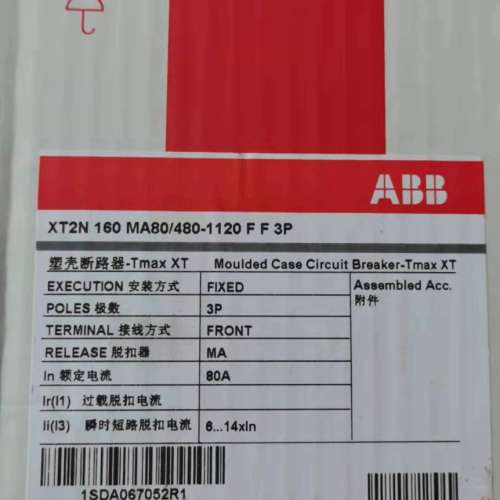 ABB
XT2N 160 MA80/480-1120 F F 3P
塑壳断路器-Tmax XT Moulded Case Circuit Breaker-Tmax XT
EXECUTION 安装方式 FIXED Assembled Acc.
附件
POLES 极数 3P
TERMINAL 接线方式 FRONT
RELEASE 脱扣器 MA
In 额定电流 80A
Ir(I1) 过载脱扣电流
Ii(I3) 瞬时短路脱扣电流 6...14xIn
1SDA067052R1